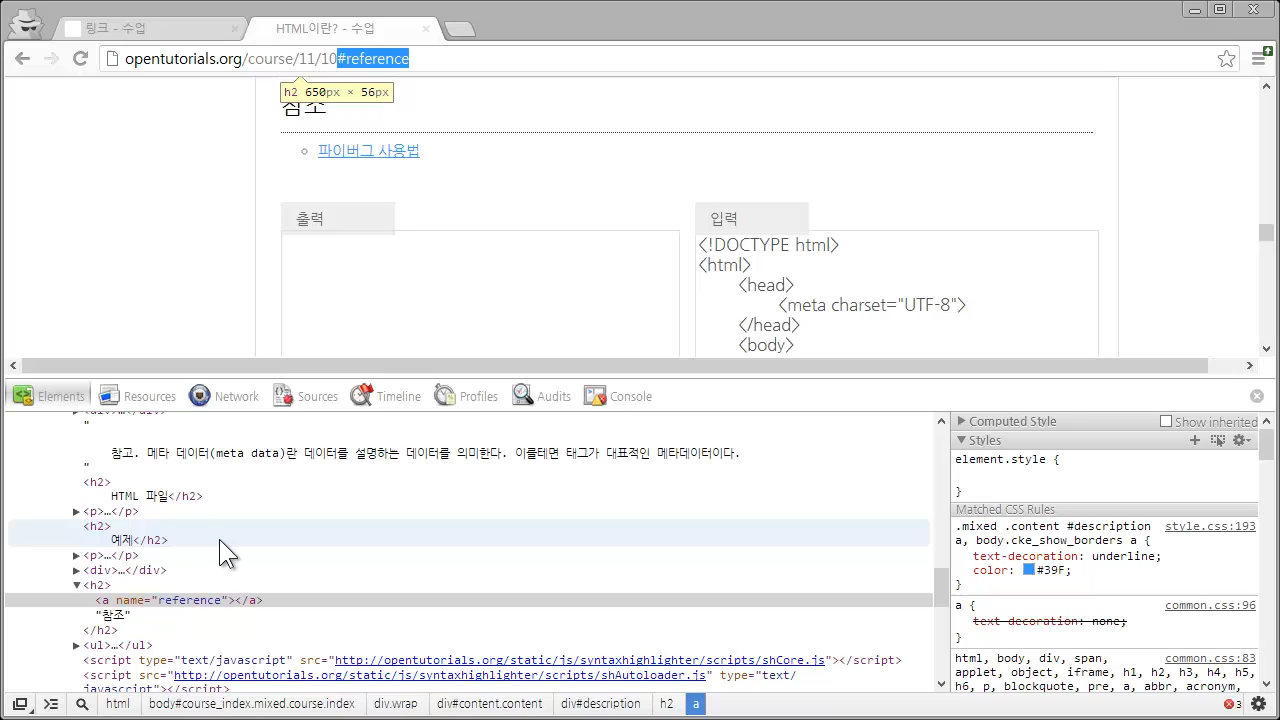 링크 - 수업
HTML이란? - 수업
opentutorials.org/course/11/10#reference
h2 650px × 56px
참조
파이버그 사용법
출력
입력
<!DOCTYPE html>
<html>
<head>
<meta charset="UTF-8">
</head>
<body>
Elements Resources Network Sources Timeline Profiles Audits Console
<div>…</div>
"
참고. 메타 데이터(meta data)란 데이터를 설명하는 데이터를 의미한다. 이를테면 태그가 대표적인 메타데이터이다.
"
<h2>
HTML 파일</h2>
<p>…</p>
<h2>
예제</h2>
<p>…</p>
<div>…</div>
<h2>
<a name="reference"></a>
"참조"
</h2>
<ul>…</ul>
<script type="text/javascript" src="http://opentutorials.org/static/js/syntaxhighlighter/scripts/shCore.js"></script>
<script src="http://opentutorials.org/static/js/syntaxhighlighter/scripts/shAutoloader.js" type="text/
javascript"></script>
Computed Style Show inherited
Styles
element.style {
}
Matched CSS Rules
.mixed .content #description style.css:193
a, body.cke_show_borders a {
text-decoration: underline;
color: #39F;
}
a { common.css:96
text-decoration: none;
}
html, body, div, span, common.css:83
applet, object, iframe, h1, h2, h3, h4, h5,
h6, p, blockquote, pre, a, abbr, acronym,
html body#course_index.mixed.course.index div.wrap div#content.content div#description h2 a
3